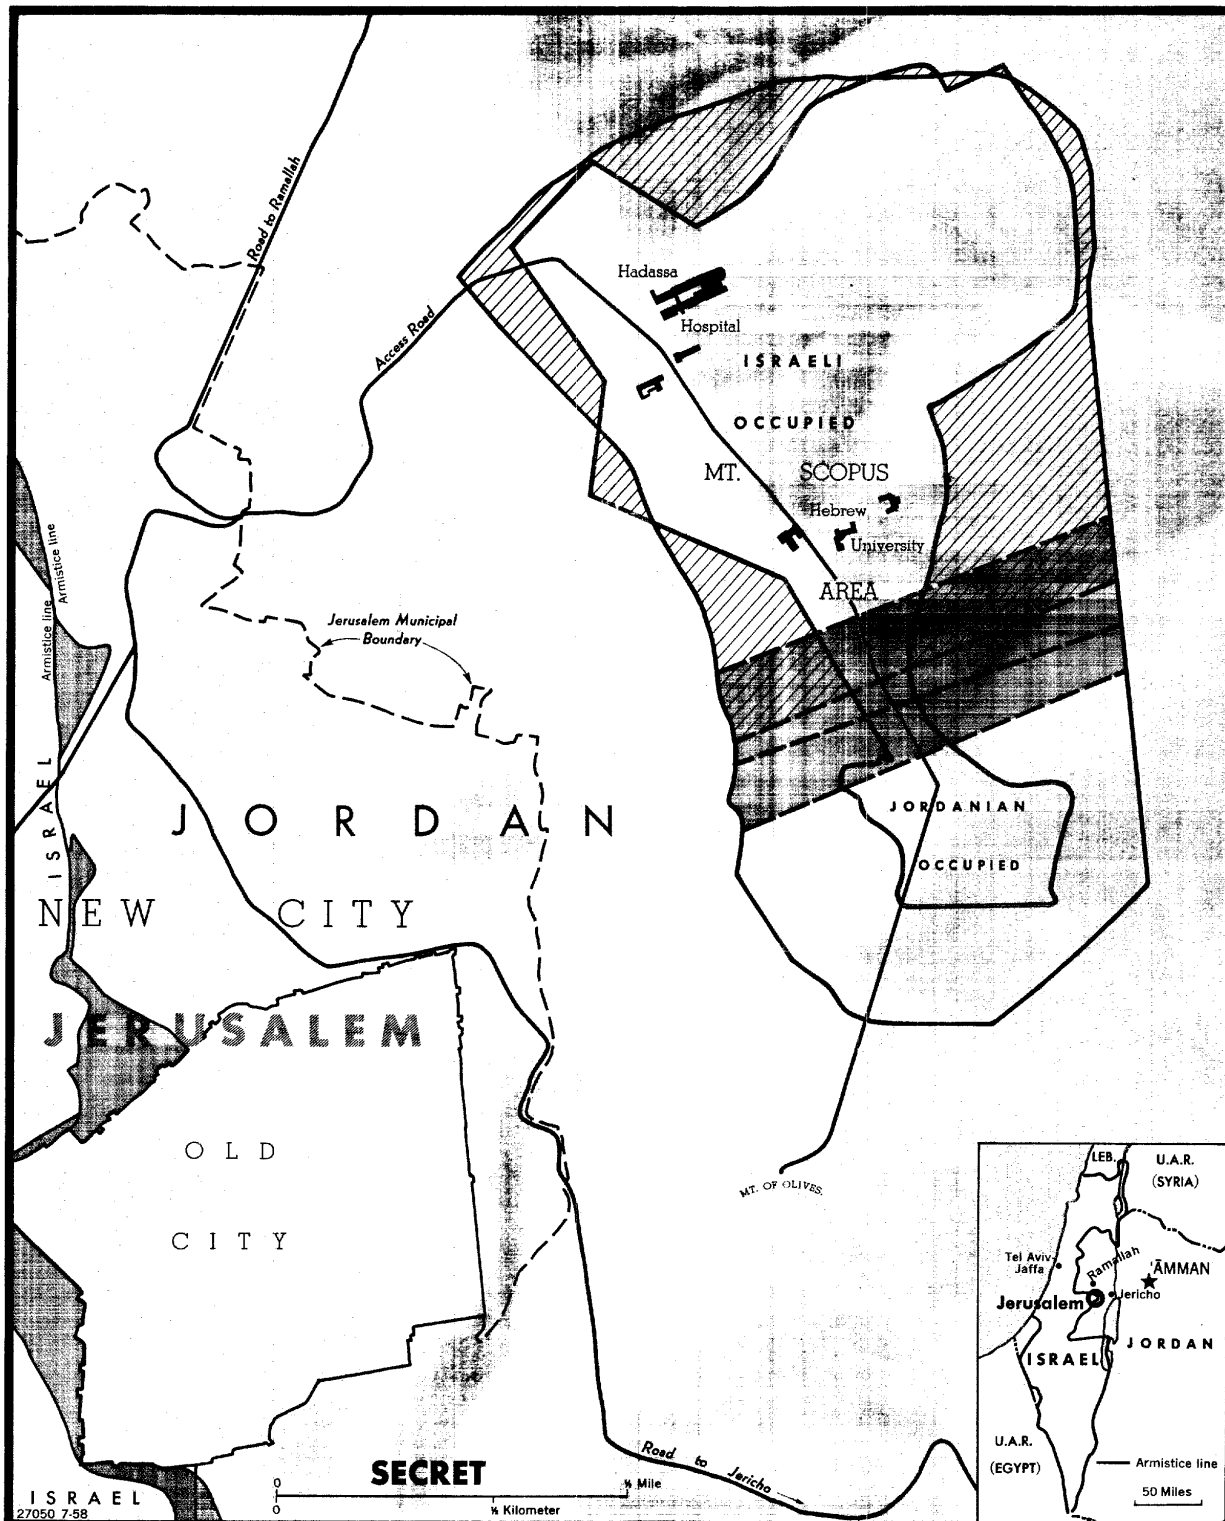 Road to Ramallah
Access Road
Hadassa
Hospital
ISRAELI
OCCUPIED
MT. SCOPUS
Hebrew
University
AREA
Armistice line
Armistice line
Jerusalem Municipal
Boundary
ISRAEL
JORDAN
JORDANIAN
OCCUPIED
NEW CITY
JERUSALEM
OLD
CITY
MT. OF OLIVES.
LEB.
U.A.R.
(SYRIA)
Tel Aviv-
Jaffa
Ramallah
'ĀMMAN
Jericho
Jerusalem
ISRAEL
JORDAN
U.A.R.
(EGYPT)
Armistice line
50 Miles
Road to Jericho
SECRET
0 ½ Mile
0 ½ Kilometer
ISRAEL
27050 7-58